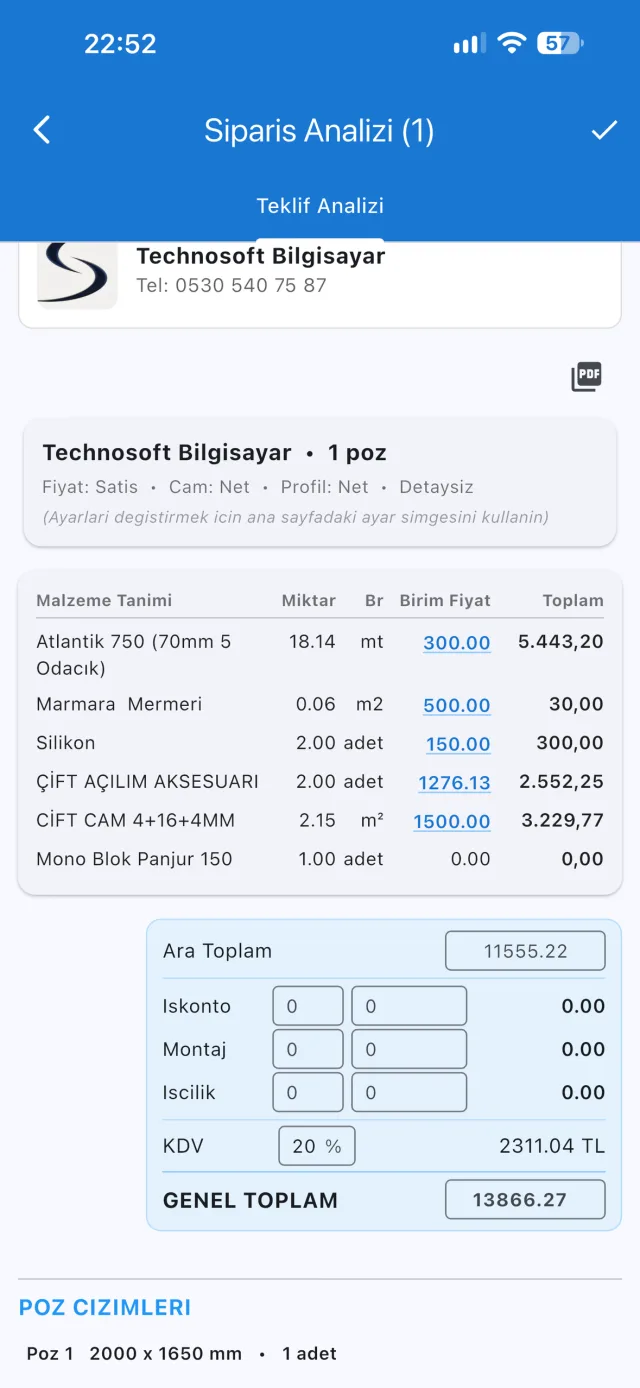 22:52
57
Siparis Analizi (1)
Teklif Analizi
Technosoft Bilgisayar
Tel: 0530 540 75 87
PDF
Technosoft Bilgisayar • 1 poz
Fiyat: Satis • Cam: Net • Profil: Net • Detaysiz
(Ayarlari degistirmek icin ana sayfadaki ayar simgesini kullanin)
Malzeme Tanimi Miktar Br Birim Fiyat Toplam
Atlantik 750 (70mm 5 18.14 mt 300.00 5.443,20
Odacık)
Marmara  Mermeri 0.06 m2 500.00 30,00
Silikon 2.00 adet 150.00 300,00
ÇİFT AÇILIM AKSESUARI 2.00 adet 1276.13 2.552,25
CİFT CAM 4+16+4MM 2.15 m² 1500.00 3.229,77
Mono Blok Panjur 150 1.00 adet 0.00 0,00
Ara Toplam 11555.22
Iskonto 0 0 0.00
Montaj 0 0 0.00
Iscilik 0 0 0.00
KDV 20 % 2311.04 TL
GENEL TOPLAM 13866.27
POZ CIZIMLERI
Poz 1 2000 x 1650 mm • 1 adet